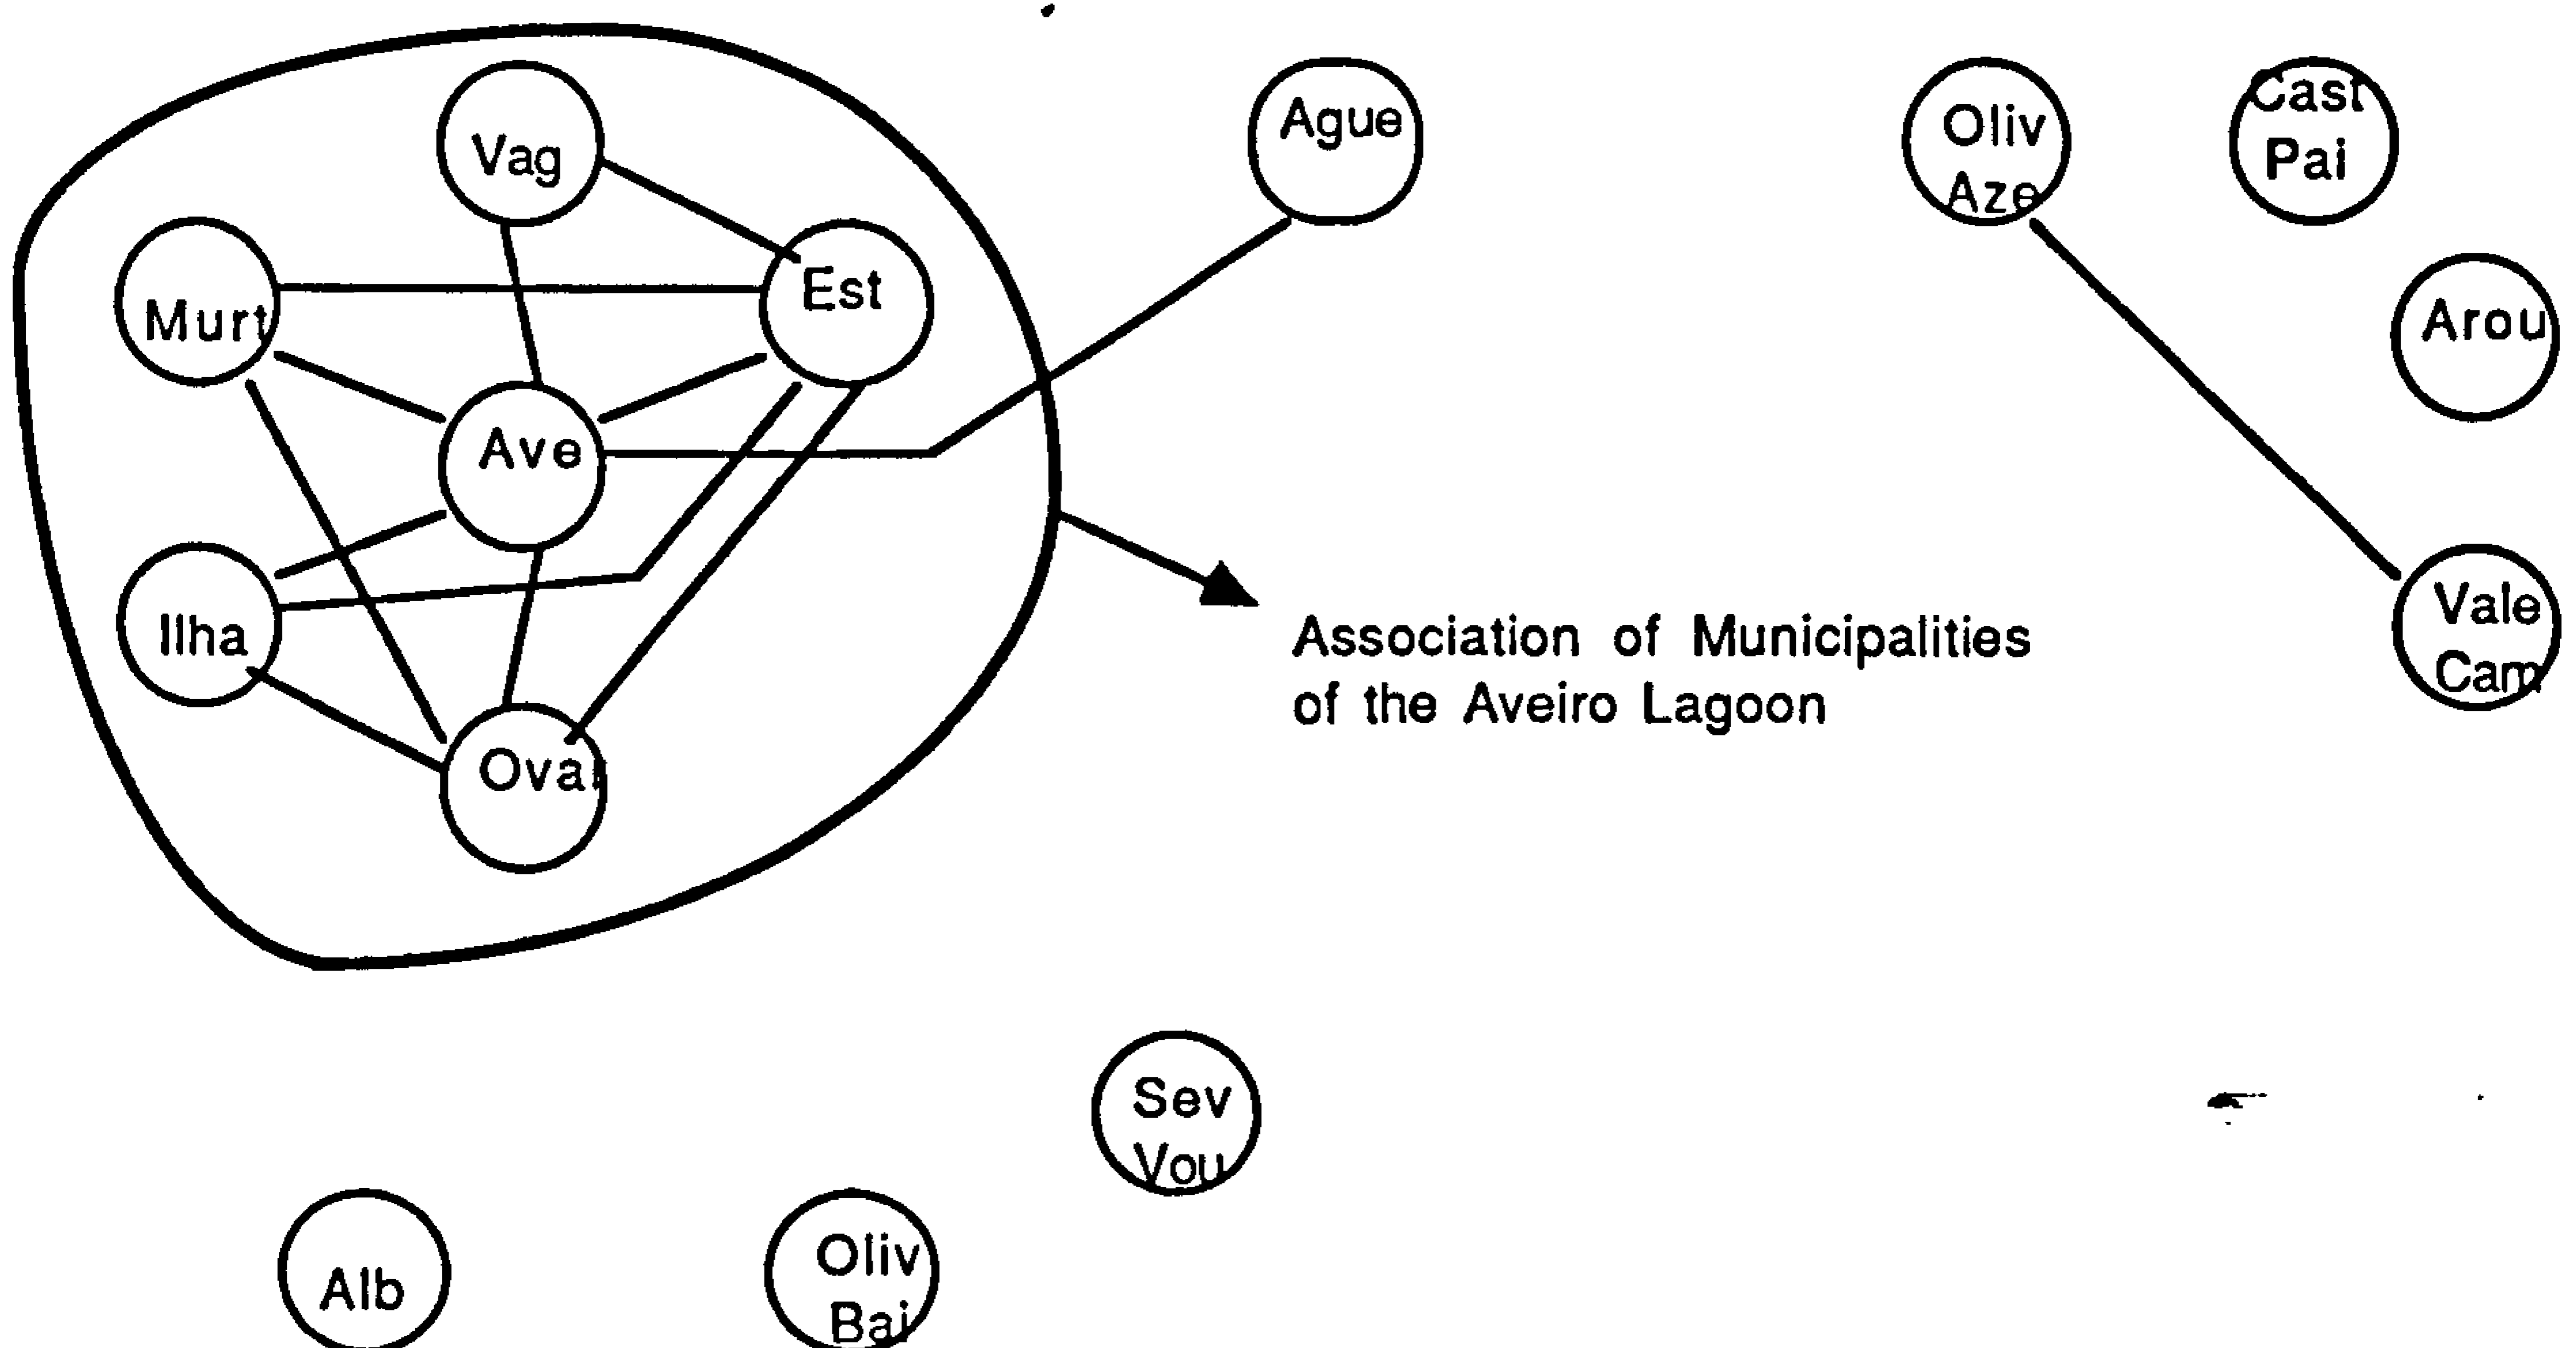 Vag
Murt
Est
Ave
Ilha
Oval
Ague
Oliv
Aze
Cast
Pai
Arou
Vale
Cam
Association of Municipalities
of the Aveiro Lagoon
Sev
Vou
Alb
Oliv
Bai